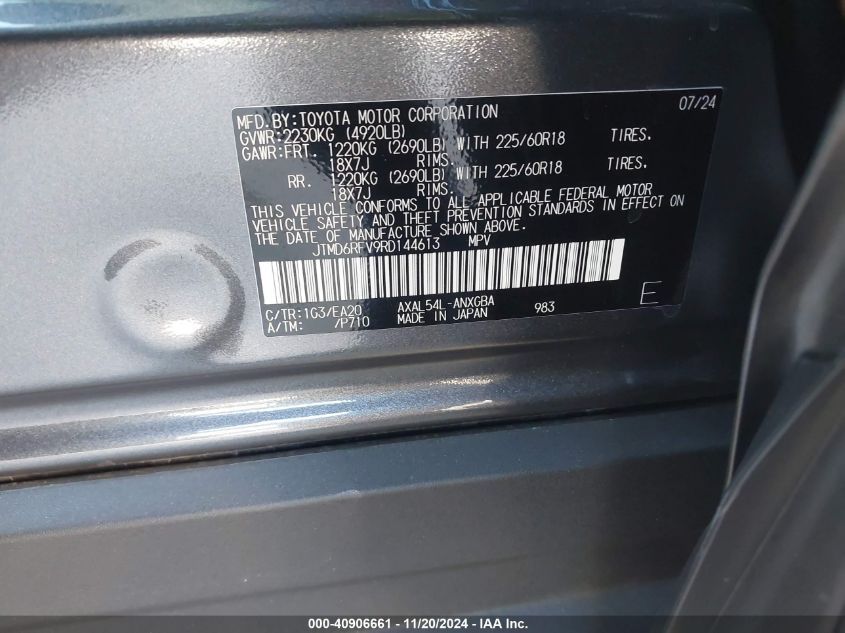 07/24
MFD.BY:TOYOTA MOTOR CORPORATION
GVWR:2230KG (4920LB)
GAWR:FRT. 1220KG (2690LB) WITH 225/60R18 TIRES.
18X7J RIMS.
RR. 1220KG (2690LB) WITH 225/60R18 TIRES.
18X7J RIMS.
THIS VEHICLE CONFORMS TO ALL APPLICABLE FEDERAL MOTOR
VEHICLE SAFETY AND THEFT PREVENTION STANDARDS IN EFFECT ON
THE DATE OF MANUFACTURE SHOWN ABOVE.
JTMD6RFV9RD144613 MPV
C/TR:1G3/EA20 AXAL54L-ANXGBA 983 E
A/TM: /P710 MADE IN JAPAN
000-40906661 - 11/20/2024 - IAA Inc.